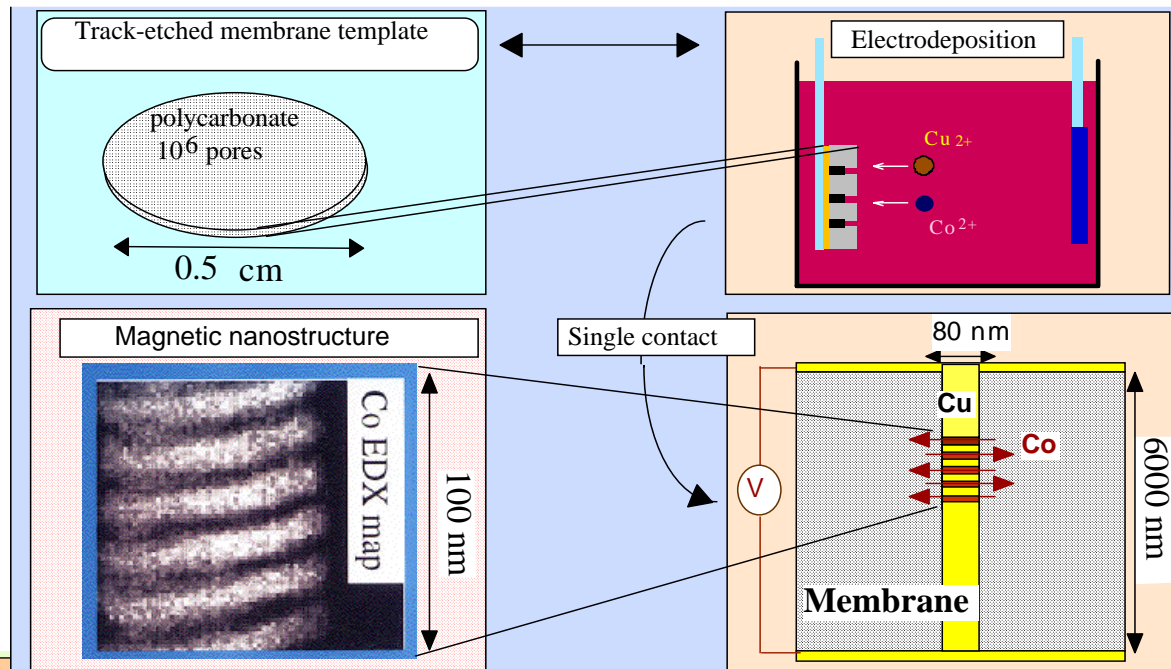 Track-etched membrane template
polycarbonate
10⁶ pores
0.5 cm
Electrodeposition
Cu 2+
Co 2+
Magnetic nanostructure
Co EDX map
100 nm
Single contact
80 nm
Cu
Co
V
6000 nm
Membrane